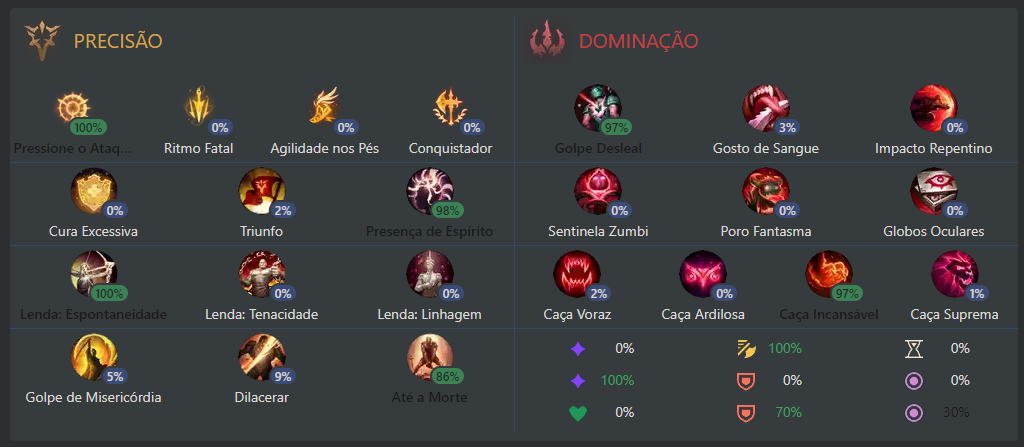 PRECISÃO
100% 0% 0% 0%
Pressione o Ataq... Ritmo Fatal Agilidade nos Pés Conquistador
0% 2% 98%
Cura Excessiva Triunfo Presença de Espírito
100% 0% 0%
Lenda: Espontaneidade Lenda: Tenacidade Lenda: Linhagem
5% 9% 86%
Golpe de Misericórdia Dilacerar Até a Morte
DOMINAÇÃO
97% 3% 0%
Golpe Desleal Gosto de Sangue Impacto Repentino
0% 0% 0%
Sentinela Zumbi Poro Fantasma Globos Oculares
2% 0% 97% 1%
Caça Voraz Caça Ardilosa Caça Incansável Caça Suprema
0% 100% 0%
100% 0% 0%
0% 70% 30%